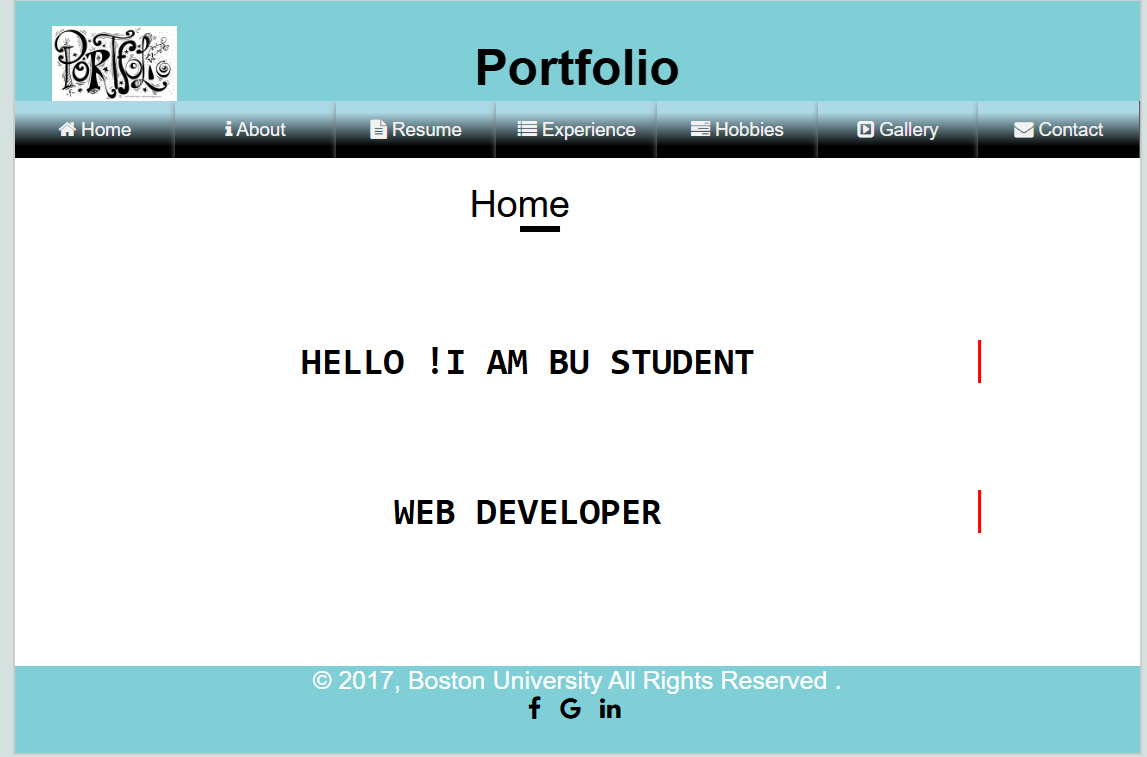 PORTFOLIO
Portfolio
Home About Resume Experience Hobbies Gallery Contact
Home
HELLO !I AM BU STUDENT
WEB DEVELOPER
© 2017, Boston University All Rights Reserved .
f G in